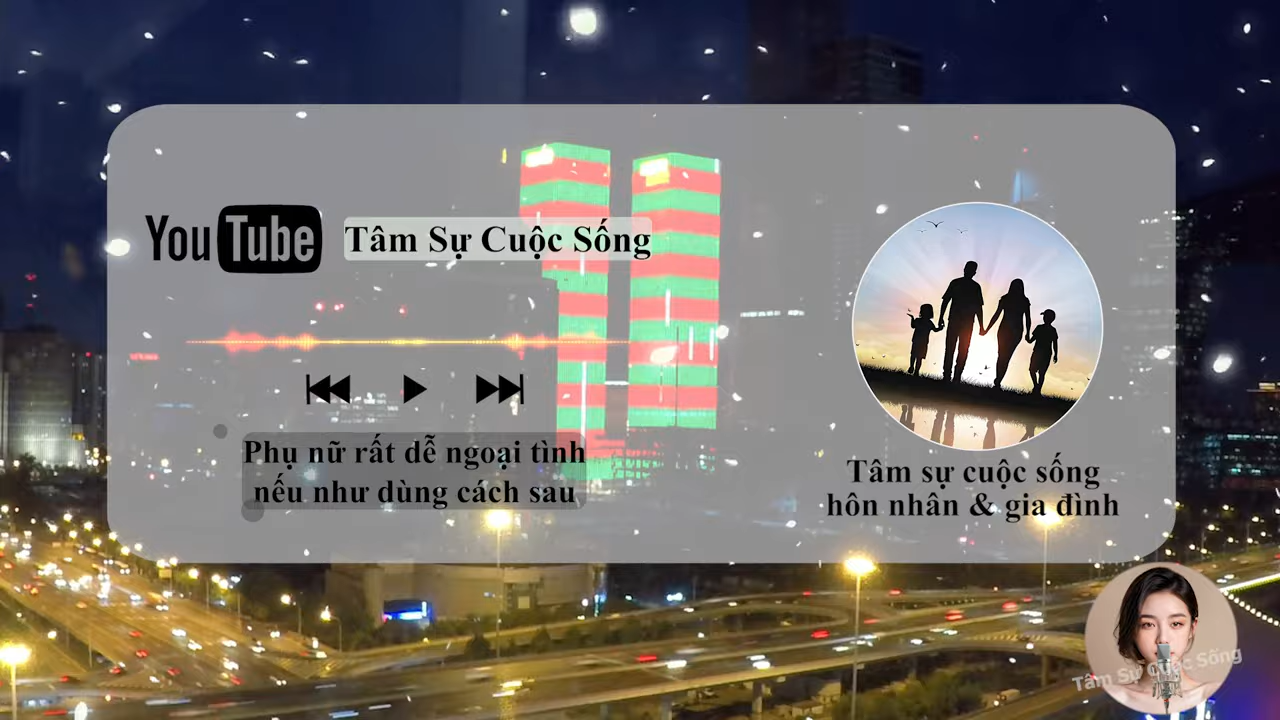 YouTube
Tâm Sự Cuộc Sống
Phụ nữ rất dễ ngoại tình
nếu như dùng cách sau
Tâm sự cuộc sống
hôn nhân & gia đình
Tâm Sự Cuộc Sống